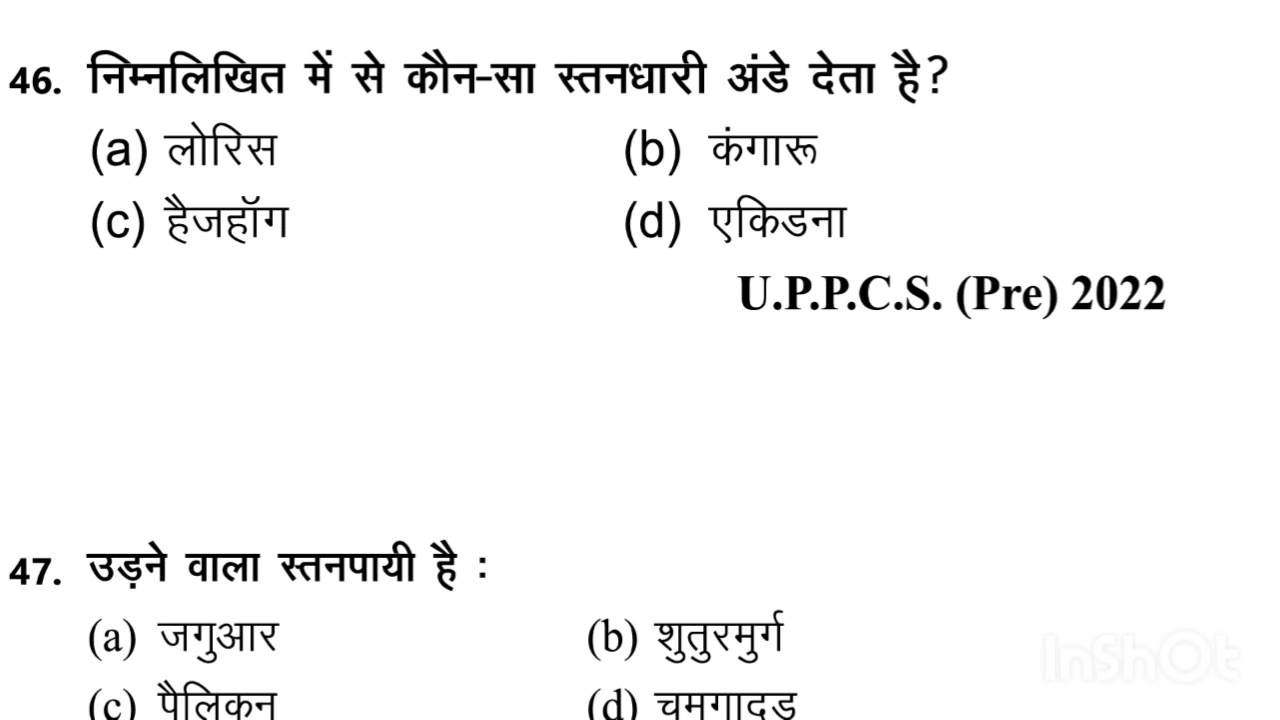 46. निम्नलिखित में से कौन-सा स्तनधारी अंडे देता है?
(a) लोरिस (b) कंगारू
(c) हैजहॉग (d) एकिडना
U.P.P.C.S. (Pre) 2022
47. उड़ने वाला स्तनपायी है :
(a) जगुआर (b) शुतुरमुर्ग
InShOt
(c) पैलिकन (d) चमगादड़